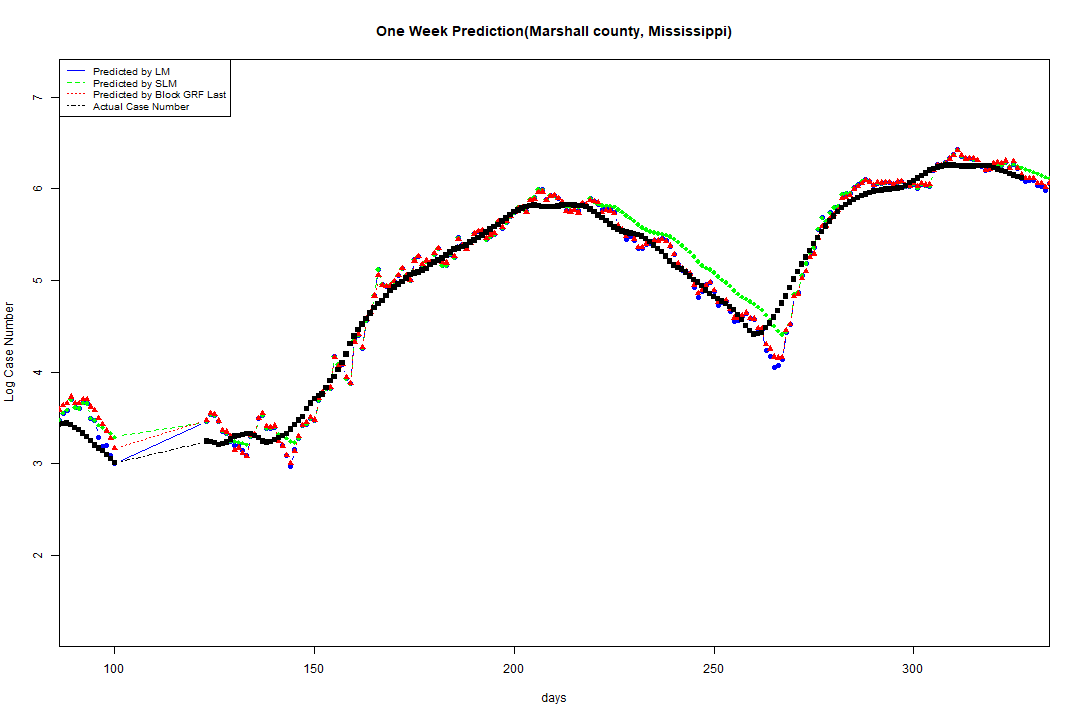 One Week Prediction(Marshall county, Mississippi)
Predicted by LM
Predicted by SLM
Predicted by Block GRF Last
Actual Case Number
7
6
5
4
3
2
Log Case Number
100 150 200 250 300
days